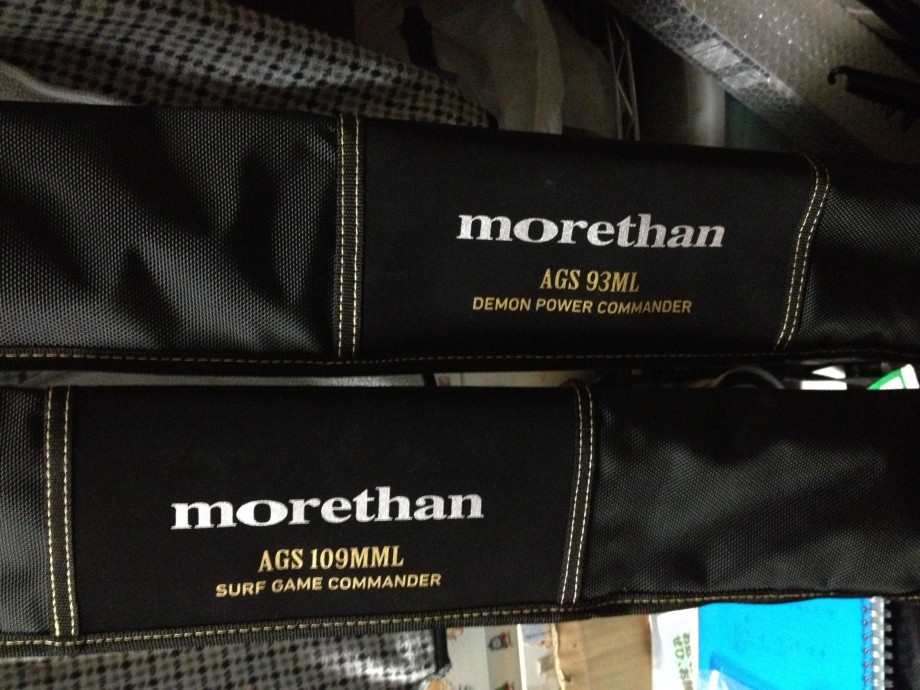 morethan
AGS 93ML
DEMON POWER COMMANDER
morethan
AGS 109MML
SURF GAME COMMANDER